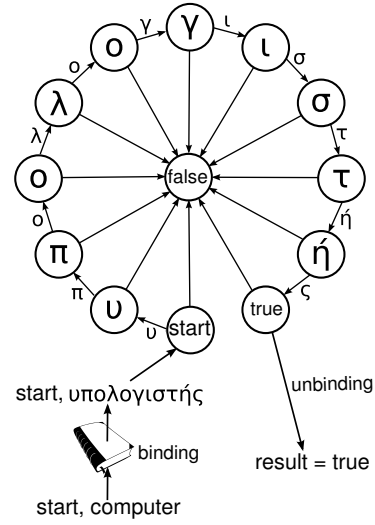 γ
γ
ι
ο
ι
ο
σ
λ
σ
λ
τ
ο
false
τ
ο
ή
π
ή
π
ς
υ
start
true
υ
unbinding
start, υπολογιστής
binding
result = true
start, computer